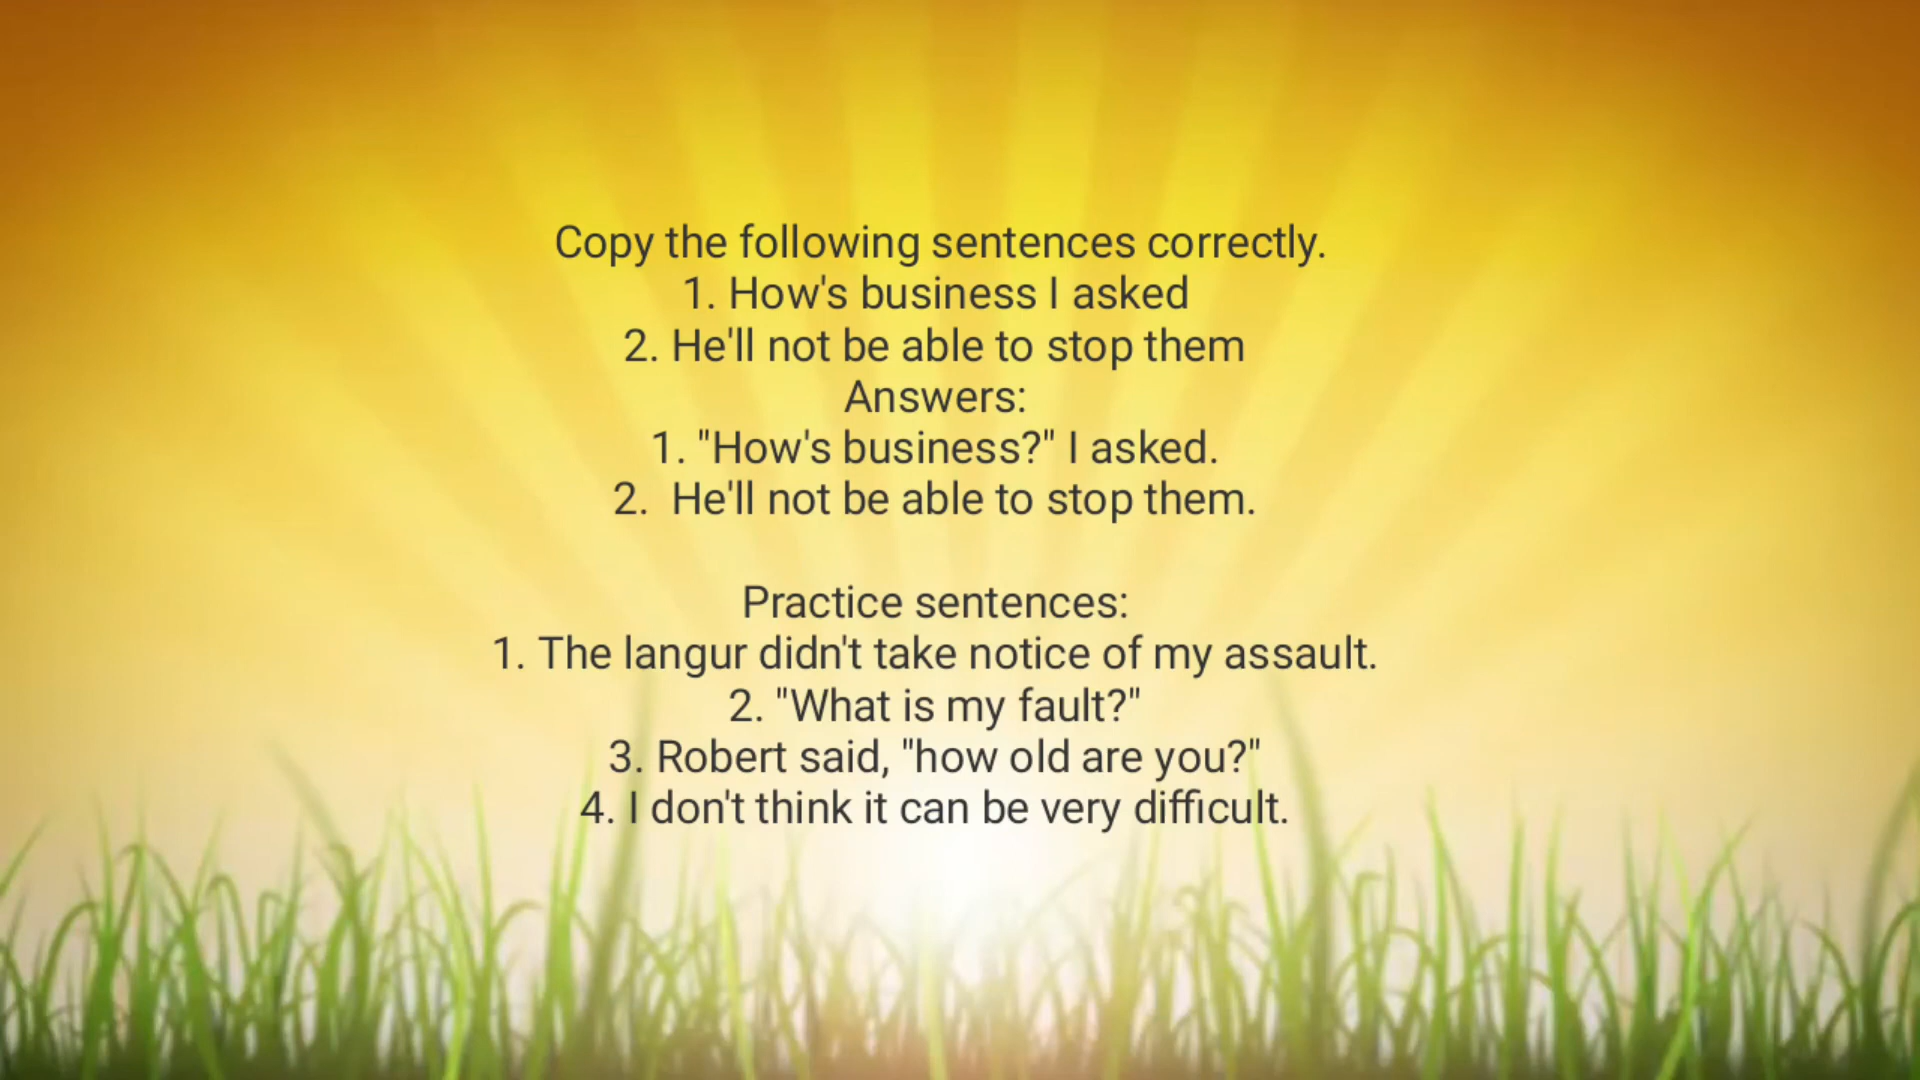 Copy the following sentences correctly.
1. How's business I asked
2. He'll not be able to stop them
Answers:
1. "How's business?" I asked.
2.  He'll not be able to stop them.
Practice sentences:
1. The langur didn't take notice of my assault.
2. "What is my fault?"
3. Robert said, "how old are you?"
4. I don't think it can be very difficult.